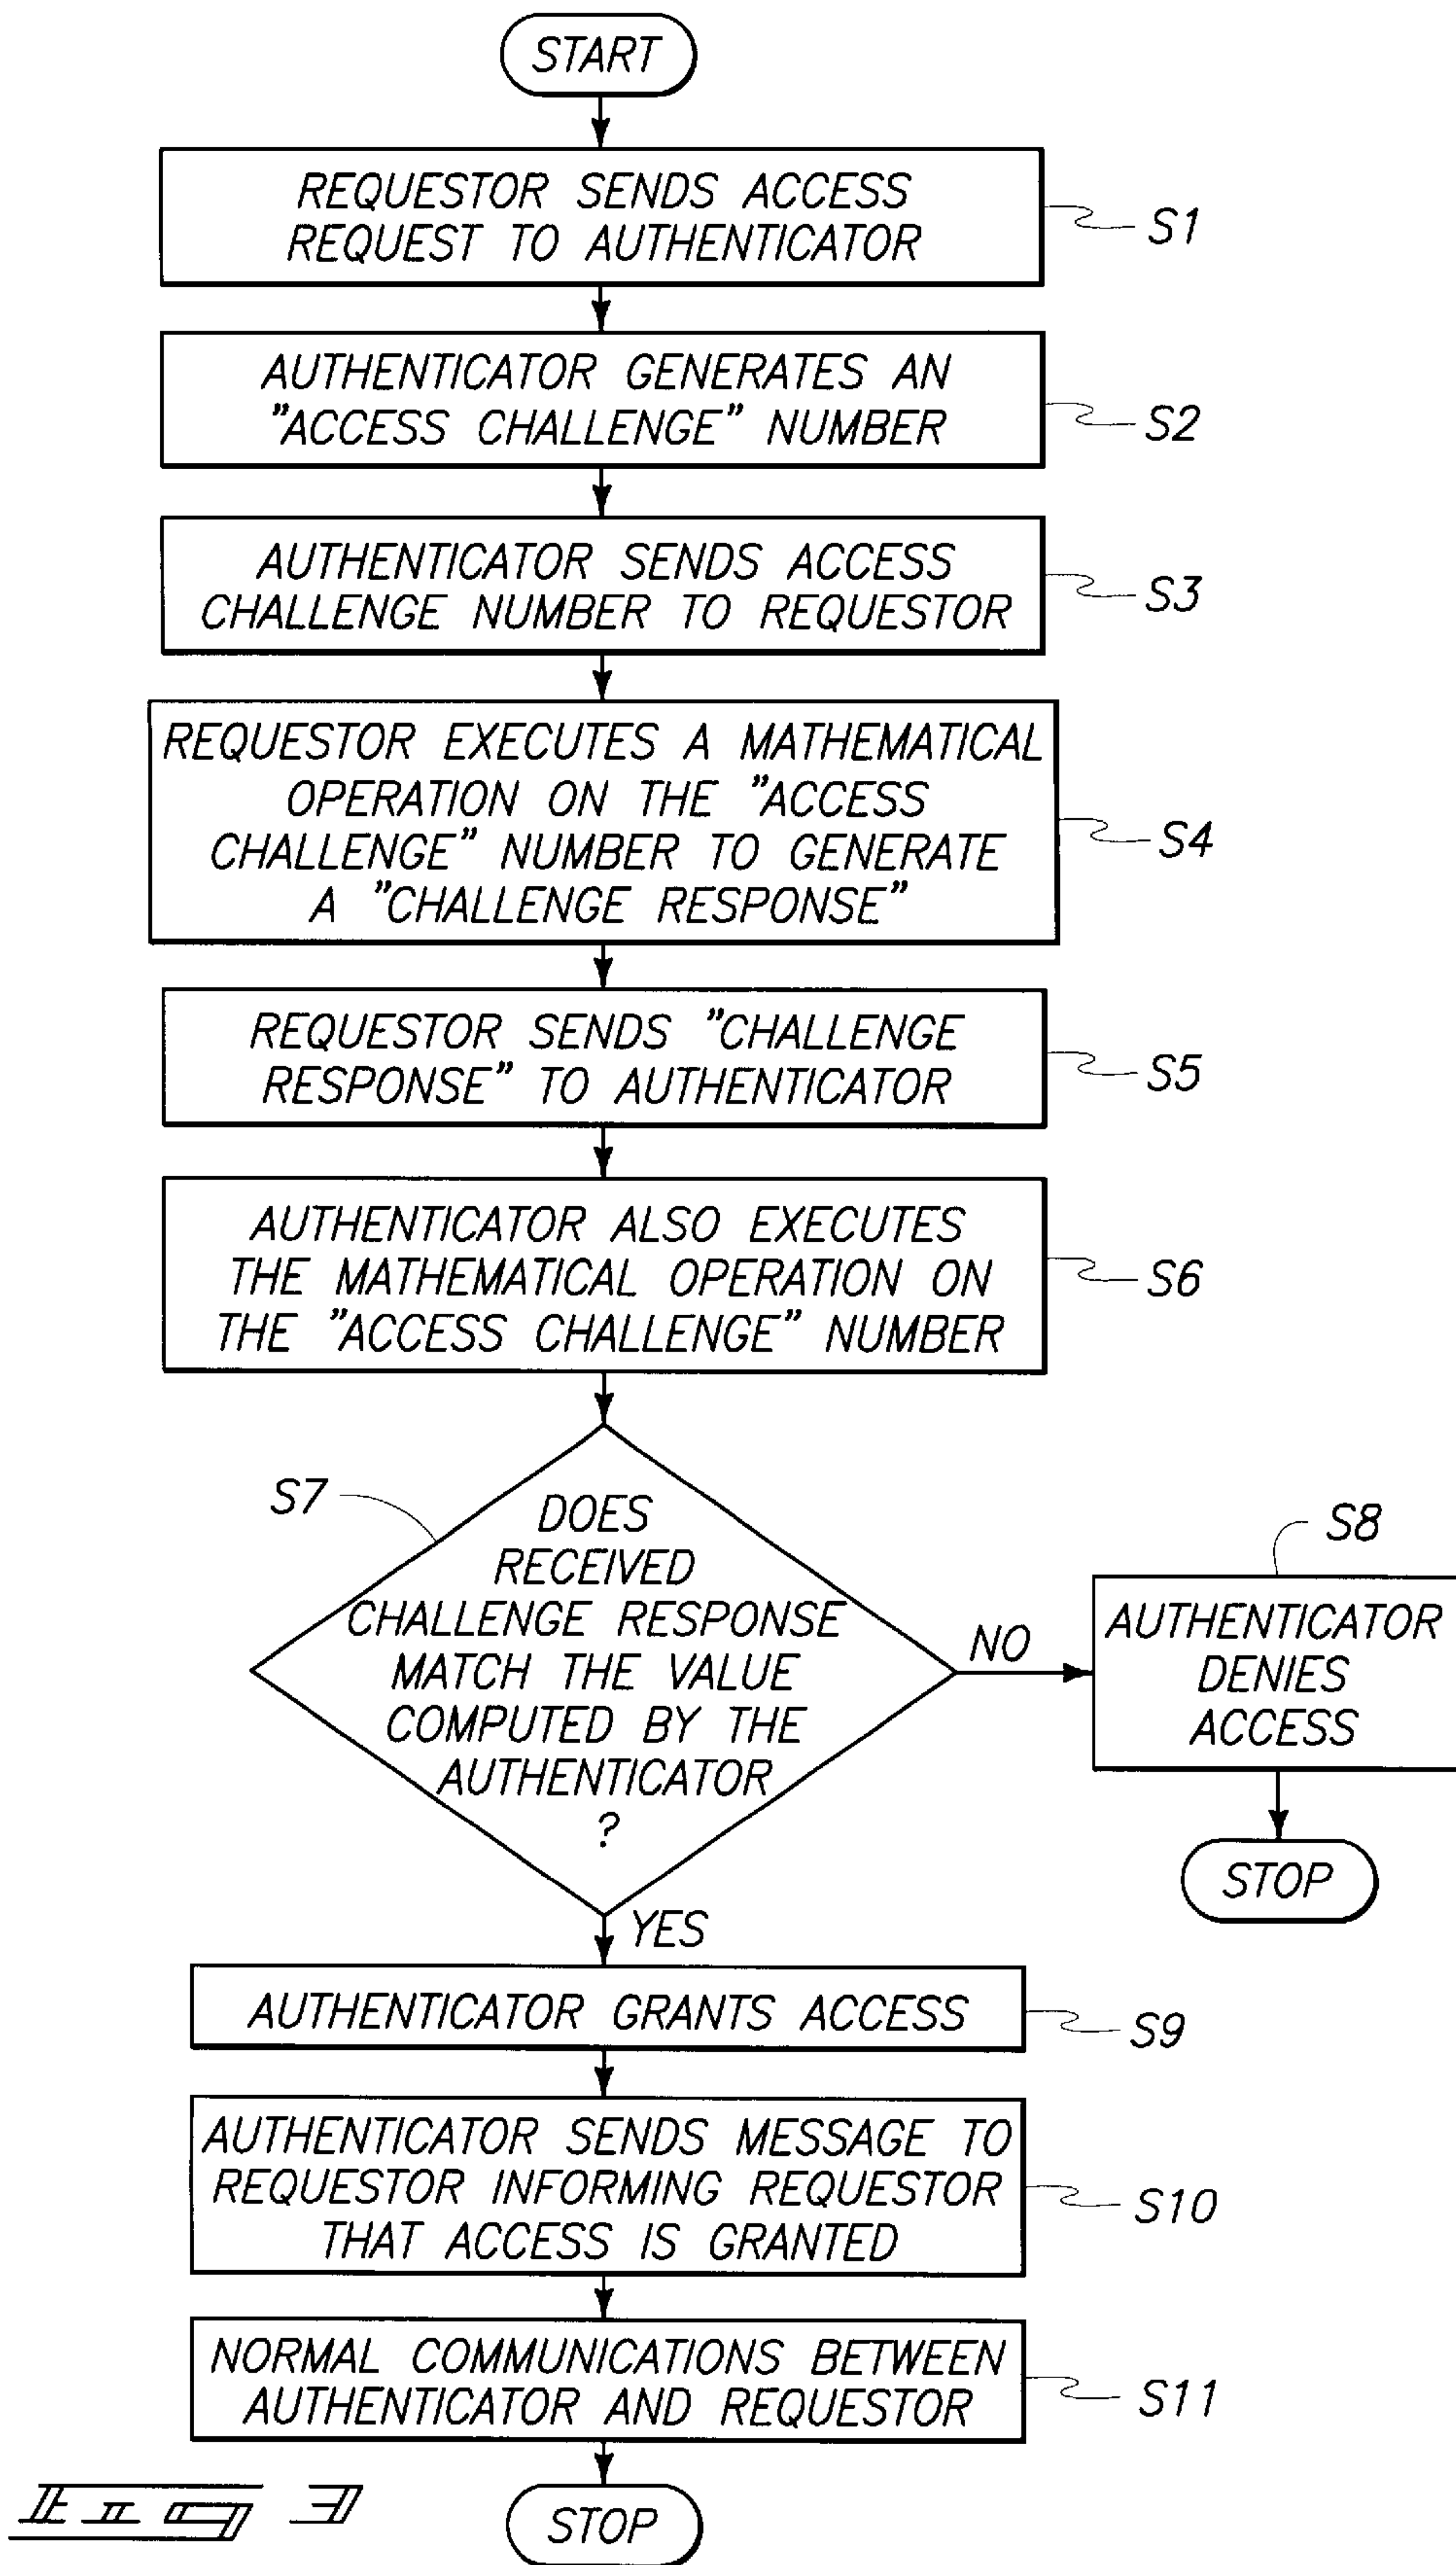 START
REQUESTOR SENDS ACCESS
REQUEST TO AUTHENTICATOR
S1
AUTHENTICATOR GENERATES AN
"ACCESS CHALLENGE" NUMBER
S2
AUTHENTICATOR SENDS ACCESS
CHALLENGE NUMBER TO REQUESTOR
S3
REQUESTOR EXECUTES A MATHEMATICAL
OPERATION ON THE "ACCESS
CHALLENGE" NUMBER TO GENERATE
A "CHALLENGE RESPONSE"
S4
REQUESTOR SENDS "CHALLENGE
RESPONSE" TO AUTHENTICATOR
S5
AUTHENTICATOR ALSO EXECUTES
THE MATHEMATICAL OPERATION ON
THE "ACCESS CHALLENGE" NUMBER
S6
S7
DOES
RECEIVED
CHALLENGE RESPONSE
MATCH THE VALUE
COMPUTED BY THE
AUTHENTICATOR
?
NO
S8
AUTHENTICATOR
DENIES
ACCESS
STOP
YES
AUTHENTICATOR GRANTS ACCESS
S9
AUTHENTICATOR SENDS MESSAGE TO
REQUESTOR INFORMING REQUESTOR
THAT ACCESS IS GRANTED
S10
NORMAL COMMUNICATIONS BETWEEN
AUTHENTICATOR AND REQUESTOR
S11
STOP
FIG 3